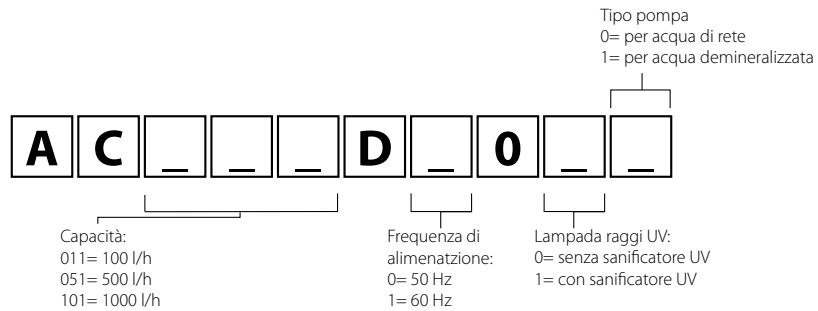 Tipo pompa
0= per acqua di rete
1= per acqua demineralizzata
A C _ _ _ D _ 0 _ _
Capacità:
011= 100 l/h
051= 500 l/h
101= 1000 l/h
Frequenza di
alimenatzione:
0= 50 Hz
1= 60 Hz
Lampada raggi UV:
0= senza sanificatore UV
1= con sanificatore UV